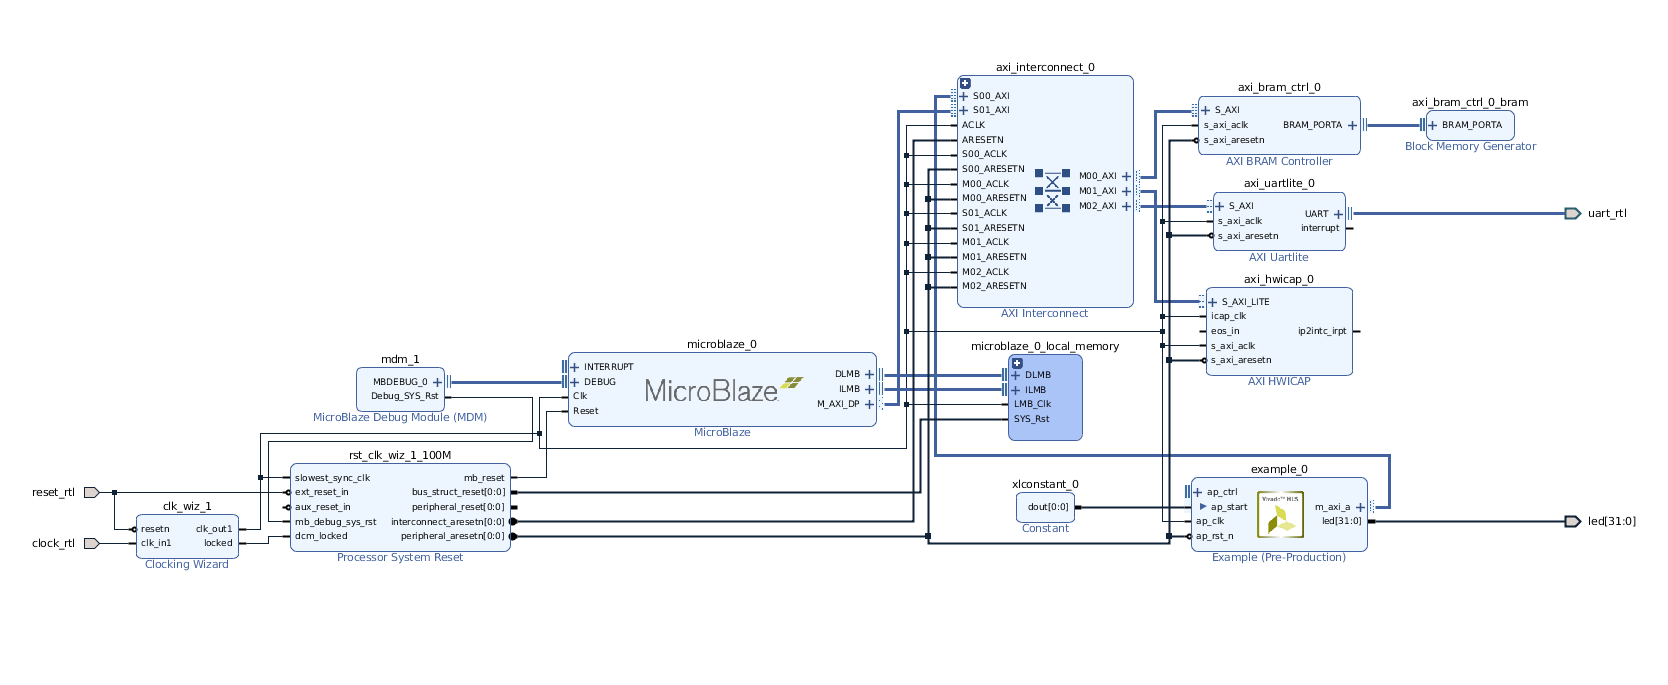 axi_interconnect_0
S00_AXI
S01_AXI
ACLK
ARESETN
S00_ACLK
S00_ARESETN
M00_ACLK
M00_ARESETN
S01_ACLK
S01_ARESETN
M01_ACLK
M01_ARESETN
M02_ACLK
M02_ARESETN
M00_AXI
M01_AXI
M02_AXI
AXI Interconnect
axi_bram_ctrl_0
S_AXI
s_axi_aclk
s_axi_aresetn
BRAM_PORTA
AXI BRAM Controller
axi_bram_ctrl_0_bram
BRAM_PORTA
Block Memory Generator
axi_uartlite_0
S_AXI
s_axi_aclk
s_axi_aresetn
UART
interrupt
AXI Uartlite
uart_rtl
axi_hwicap_0
S_AXI_LITE
icap_clk
eos_in
s_axi_aclk
s_axi_aresetn
ip2intc_irpt
AXI HWICAP
mdm_1
MBDEBUG_0
Debug_SYS_Rst
MicroBlaze Debug Module (MDM)
microblaze_0
INTERRUPT
DEBUG
Clk
Reset
MicroBlaze
DLMB
ILMB
M_AXI_DP
MicroBlaze
microblaze_0_local_memory
DLMB
ILMB
LMB_Clk
SYS_Rst
reset_rtl
clock_rtl
clk_wiz_1
resetn
clk_in1
clk_out1
locked
Clocking Wizard
rst_clk_wiz_1_100M
slowest_sync_clk
ext_reset_in
aux_reset_in
mb_debug_sys_rst
dcm_locked
mb_reset
bus_struct_reset[0:0]
peripheral_reset[0:0]
interconnect_aresetn[0:0]
peripheral_aresetn[0:0]
Processor System Reset
xlconstant_0
dout[0:0]
Constant
example_0
ap_ctrl
ap_start
ap_clk
ap_rst_n
Vivado™ HLS
m_axi_a
led[31:0]
Example (Pre-Production)
led[31:0]